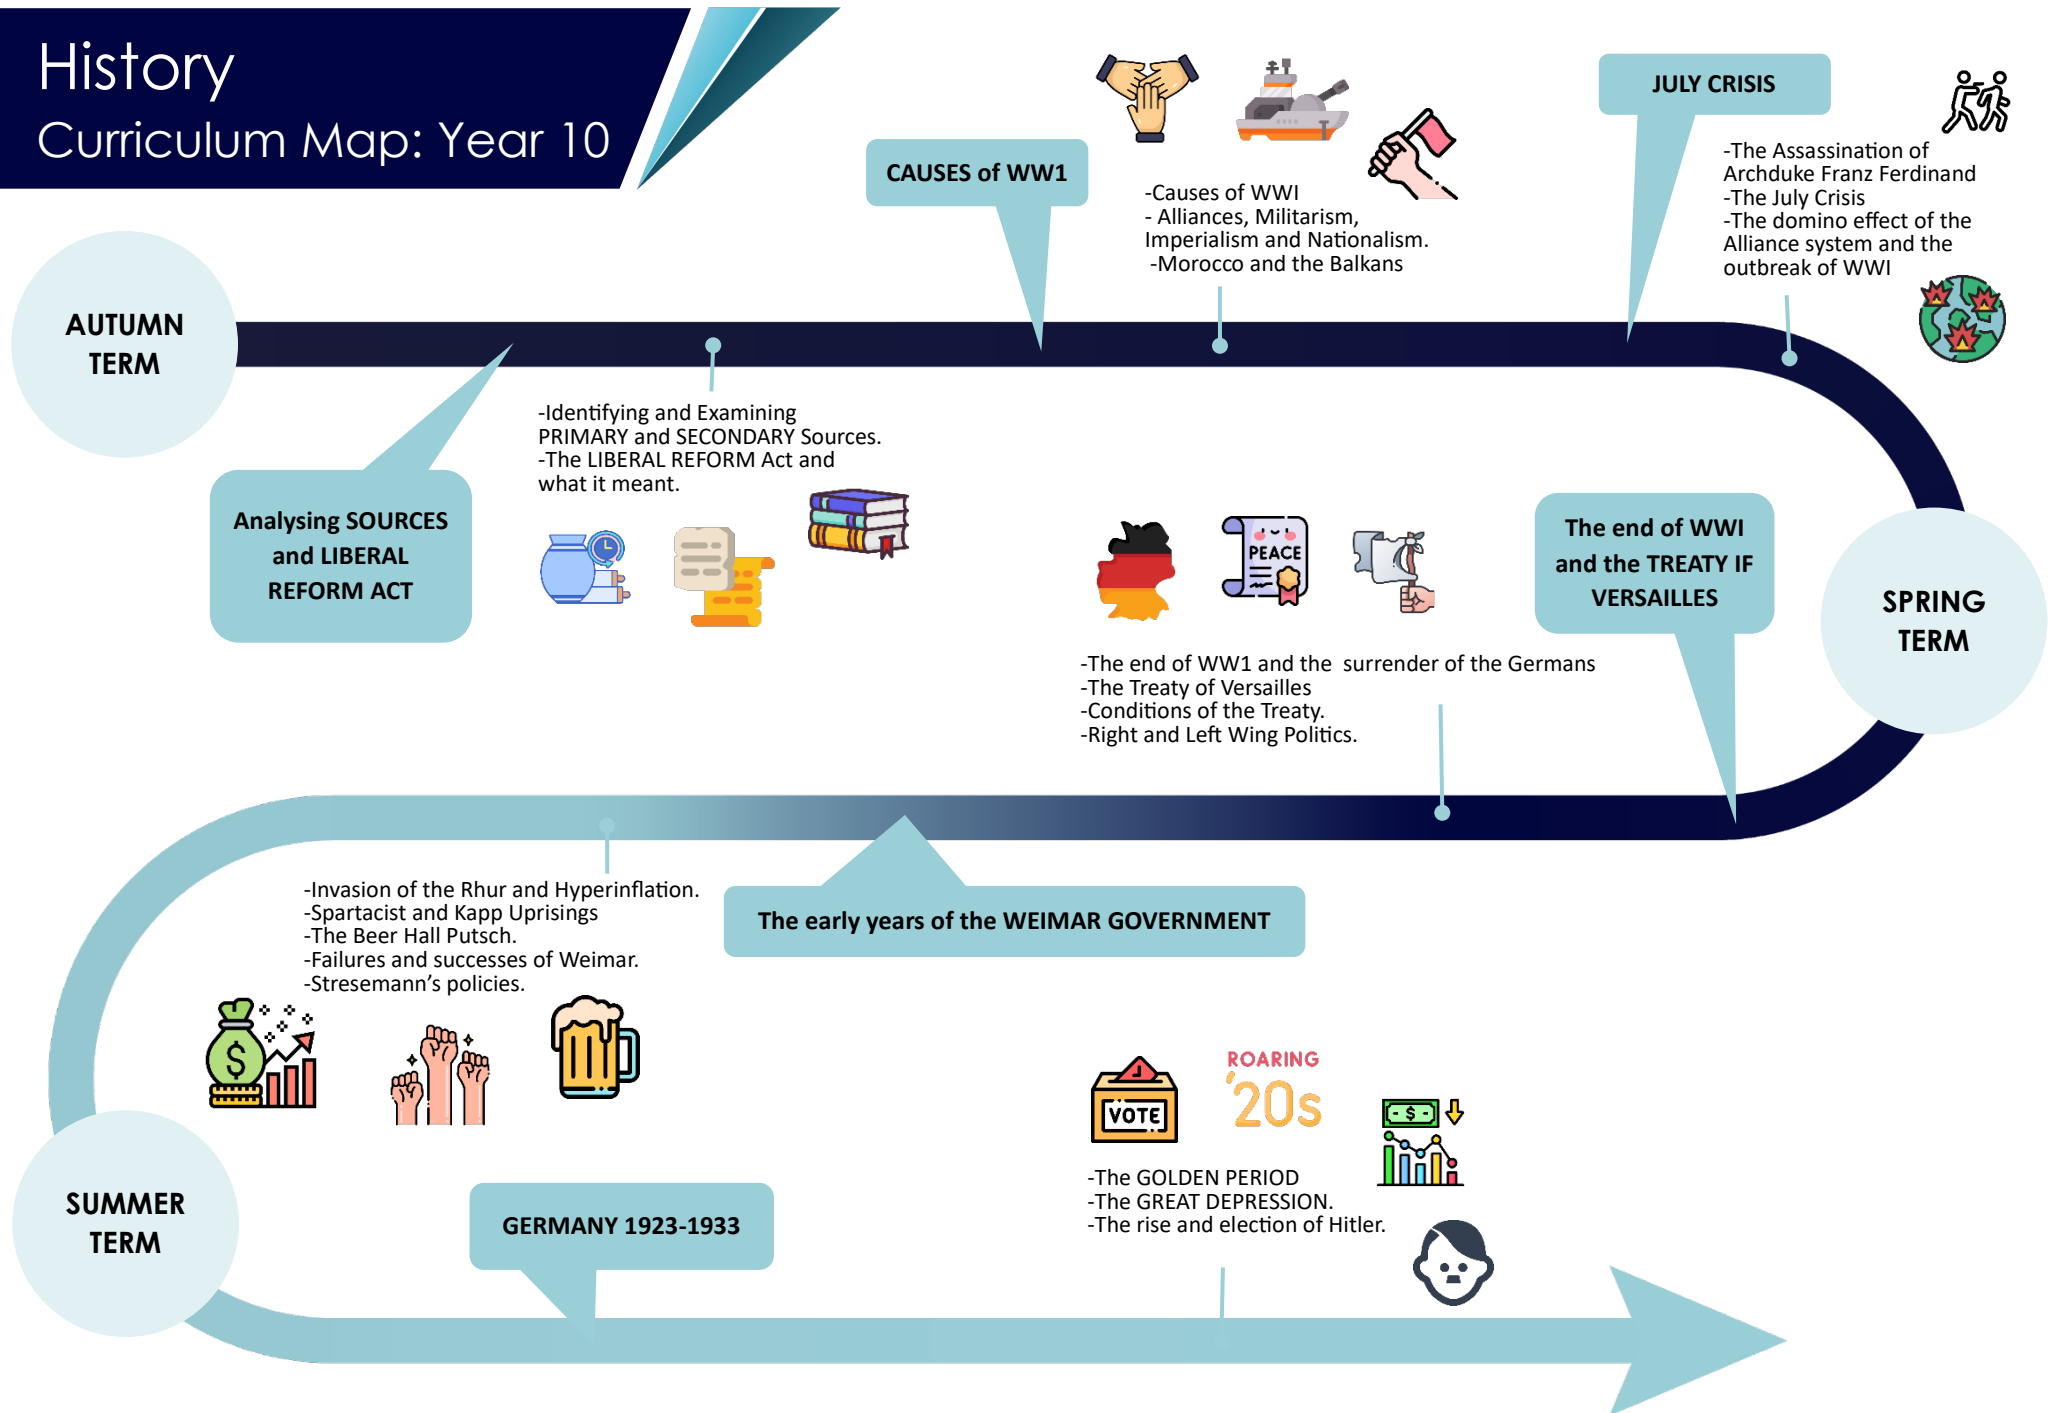 History
Curriculum Map: Year 10
AUTUMN
TERM
Analysing SOURCES
and LIBERAL
REFORM ACT
-Identifying and Examining
PRIMARY and SECONDARY Sources.
-The LIBERAL REFORM Act and
what it meant.
CAUSES of WW1
-Causes of WWI
- Alliances, Militarism,
Imperialism and Nationalism.
-Morocco and the Balkans
JULY CRISIS
-The Assassination of
Archduke Franz Ferdinand
-The July Crisis
-The domino effect of the
Alliance system and the
outbreak of WWI
SPRING
TERM
The end of WWI
and the TREATY IF
VERSAILLES
PEACE
-The end of WW1 and the  surrender of the Germans
-The Treaty of Versailles
-Conditions of the Treaty.
-Right and Left Wing Politics.
The early years of the WEIMAR GOVERNMENT
-Invasion of the Rhur and Hyperinflation.
-Spartacist and Kapp Uprisings
-The Beer Hall Putsch.
-Failures and successes of Weimar.
-Stresemann’s policies.
$
SUMMER
TERM
GERMANY 1923-1933
VOTE
ROARING
’20s
- $ -
-The GOLDEN PERIOD
-The GREAT DEPRESSION.
-The rise and election of Hitler.